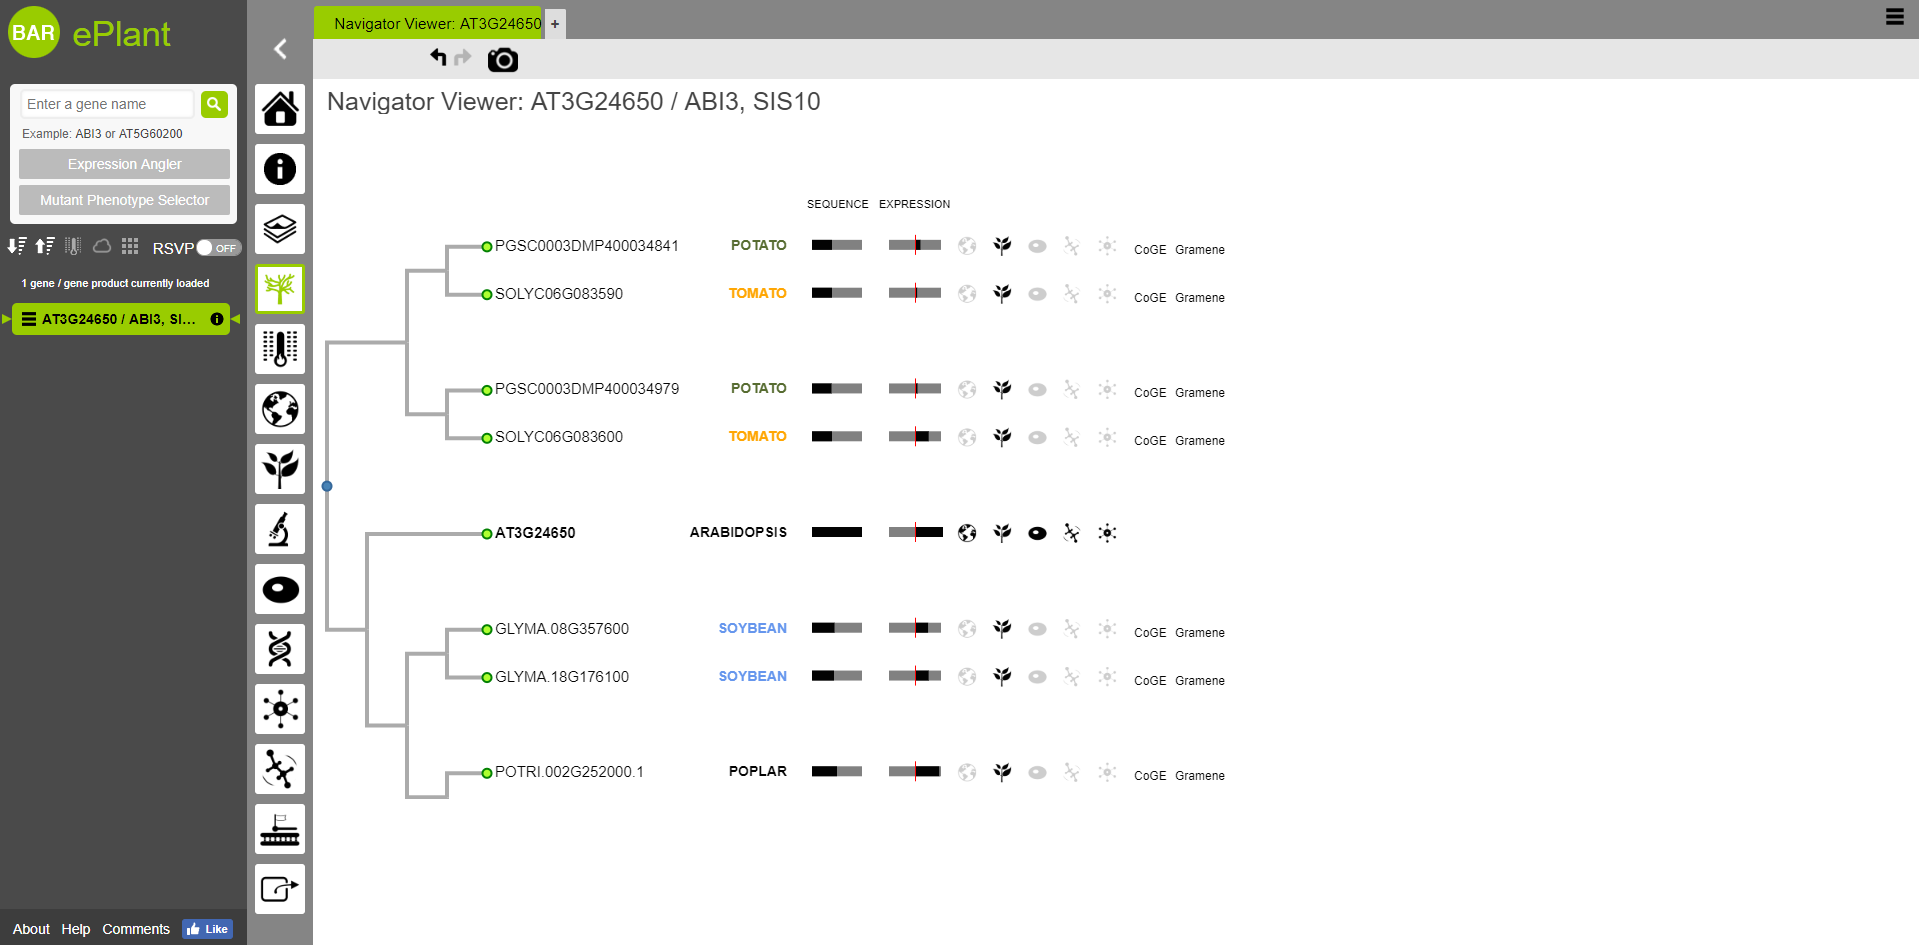 BAR ePlant
Enter a gene name
Example: ABI3 or AT5G60200
Expression Angler
Mutant Phenotype Selector
RSVP OFF
1 gene / gene product currently loaded
AT3G24650 / ABI3, SI...
About Help Comments Like
Navigator Viewer: AT3G24650 +
Navigator Viewer: AT3G24650 / ABI3, SIS10
SEQUENCE EXPRESSION
PGSC0003DMP400034841 POTATO CoGE Gramene
SOLYC06G083590 TOMATO CoGE Gramene
PGSC0003DMP400034979 POTATO CoGE Gramene
SOLYC06G083600 TOMATO CoGE Gramene
AT3G24650 ARABIDOPSIS
GLYMA.08G357600 SOYBEAN CoGE Gramene
GLYMA.18G176100 SOYBEAN CoGE Gramene
POTRI.002G252000.1 POPLAR CoGE Gramene